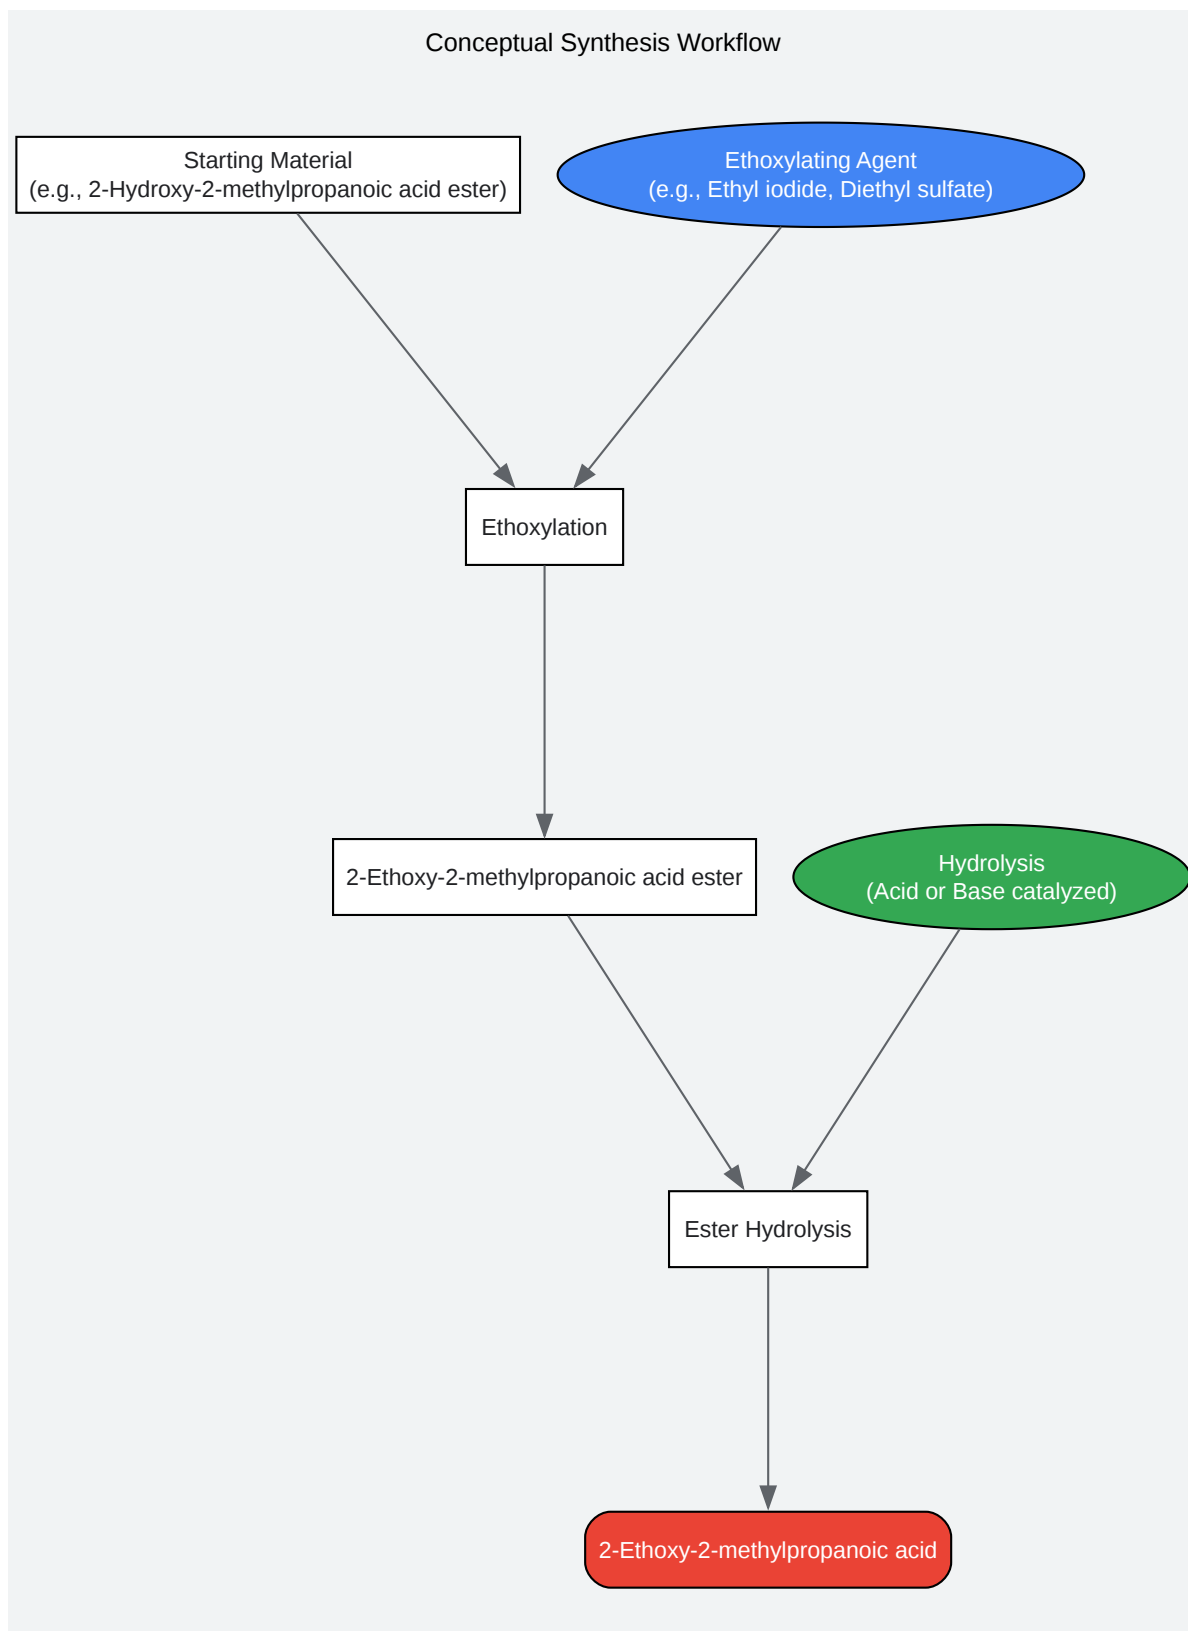 Conceptual Synthesis Workflow
Starting Material
(e.g., 2-Hydroxy-2-methylpropanoic acid ester)
Ethoxylating Agent
(e.g., Ethyl iodide, Diethyl sulfate)
Ethoxylation
2-Ethoxy-2-methylpropanoic acid ester
Hydrolysis
(Acid or Base catalyzed)
Ester Hydrolysis
2-Ethoxy-2-methylpropanoic acid